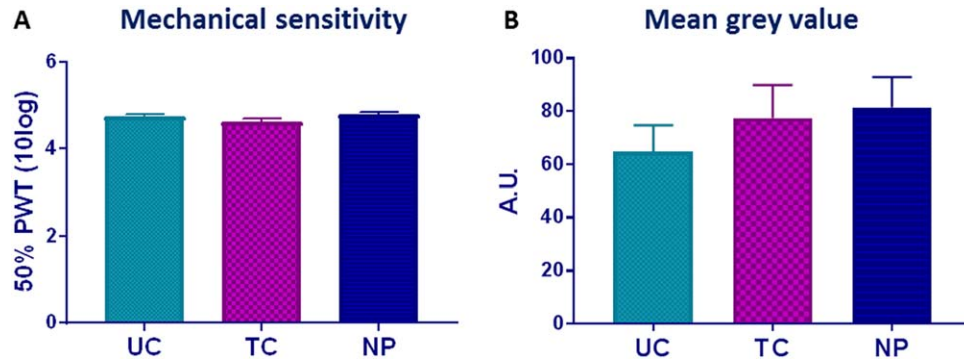 A
Mechanical sensitivity
50% PWT (10log)
6
4
2
0
UC TC NP
B
Mean grey value
A.U.
100
80
60
40
20
0
UC TC NP